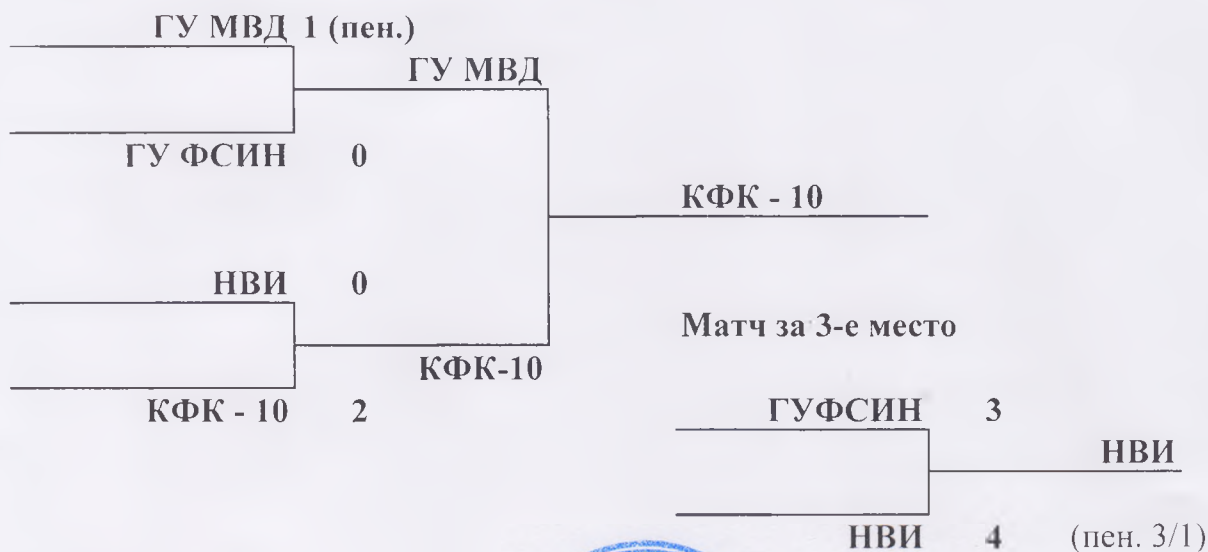 ГУ МВД 1 (пен.)
ГУ МВД
ГУ ФСИН 0
КФК - 10
НВИ 0
Матч за 3-е место
КФК-10
КФК - 10 2
ГУФСИН 3
НВИ
НВИ 4 (пен. 3/1)